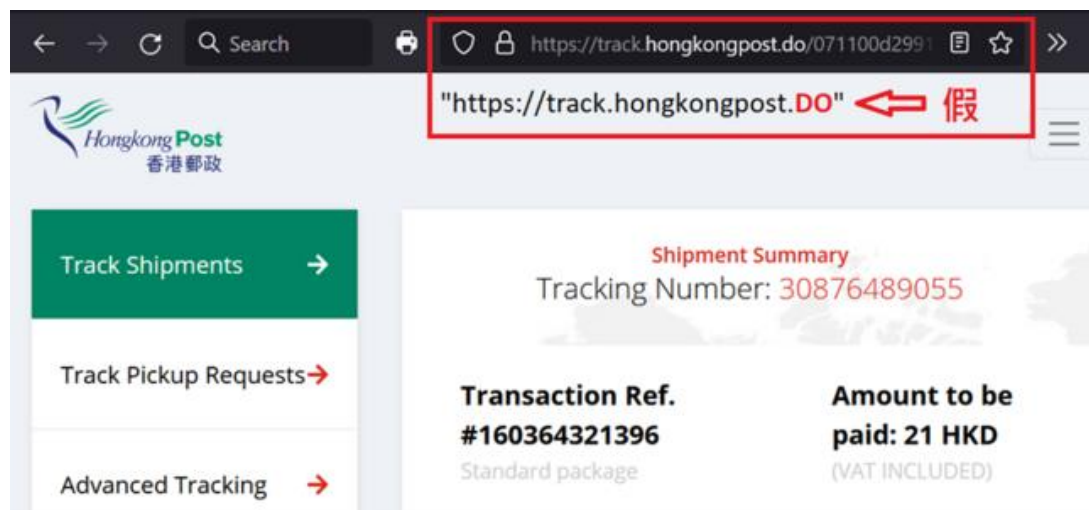 Search
https://track.hongkongpost.do/071100d2991
"https://track.hongkongpost.DO" 假
Hongkong Post
香港郵政
Track Shipments
Track Pickup Requests
Advanced Tracking
Shipment Summary
Tracking Number: 30876489055
Transaction Ref.
#160364321396
Standard package
Amount to be
paid: 21 HKD
(VAT INCLUDED)